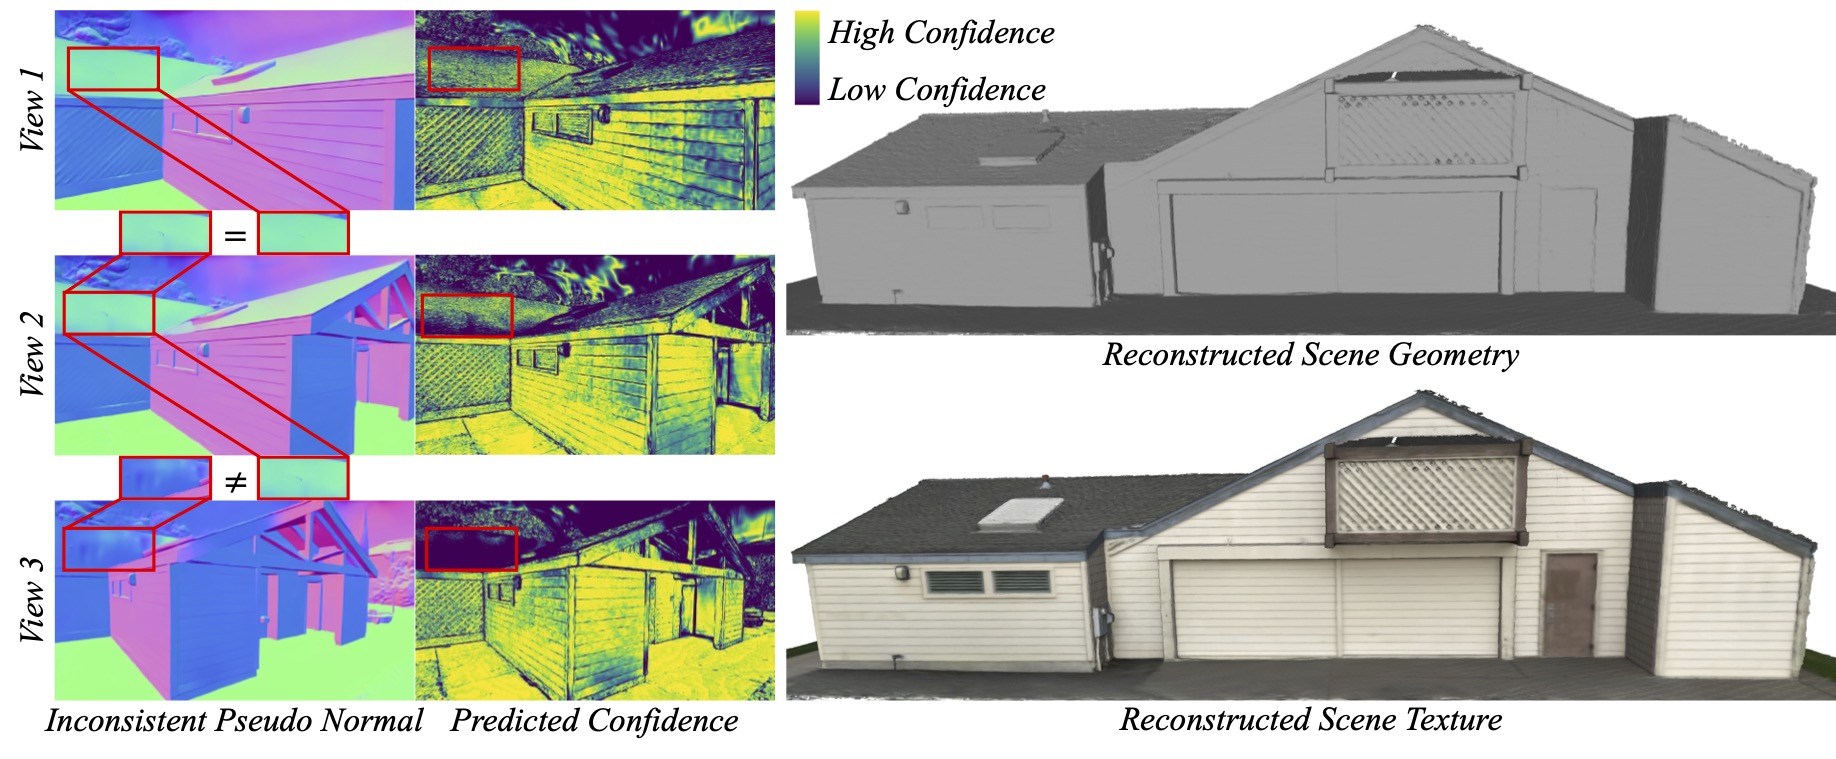 View 1
View 2
View 3
=
≠
Inconsistent Pseudo Normal
Predicted Confidence
High Confidence
Low Confidence
Reconstructed Scene Geometry
Reconstructed Scene Texture